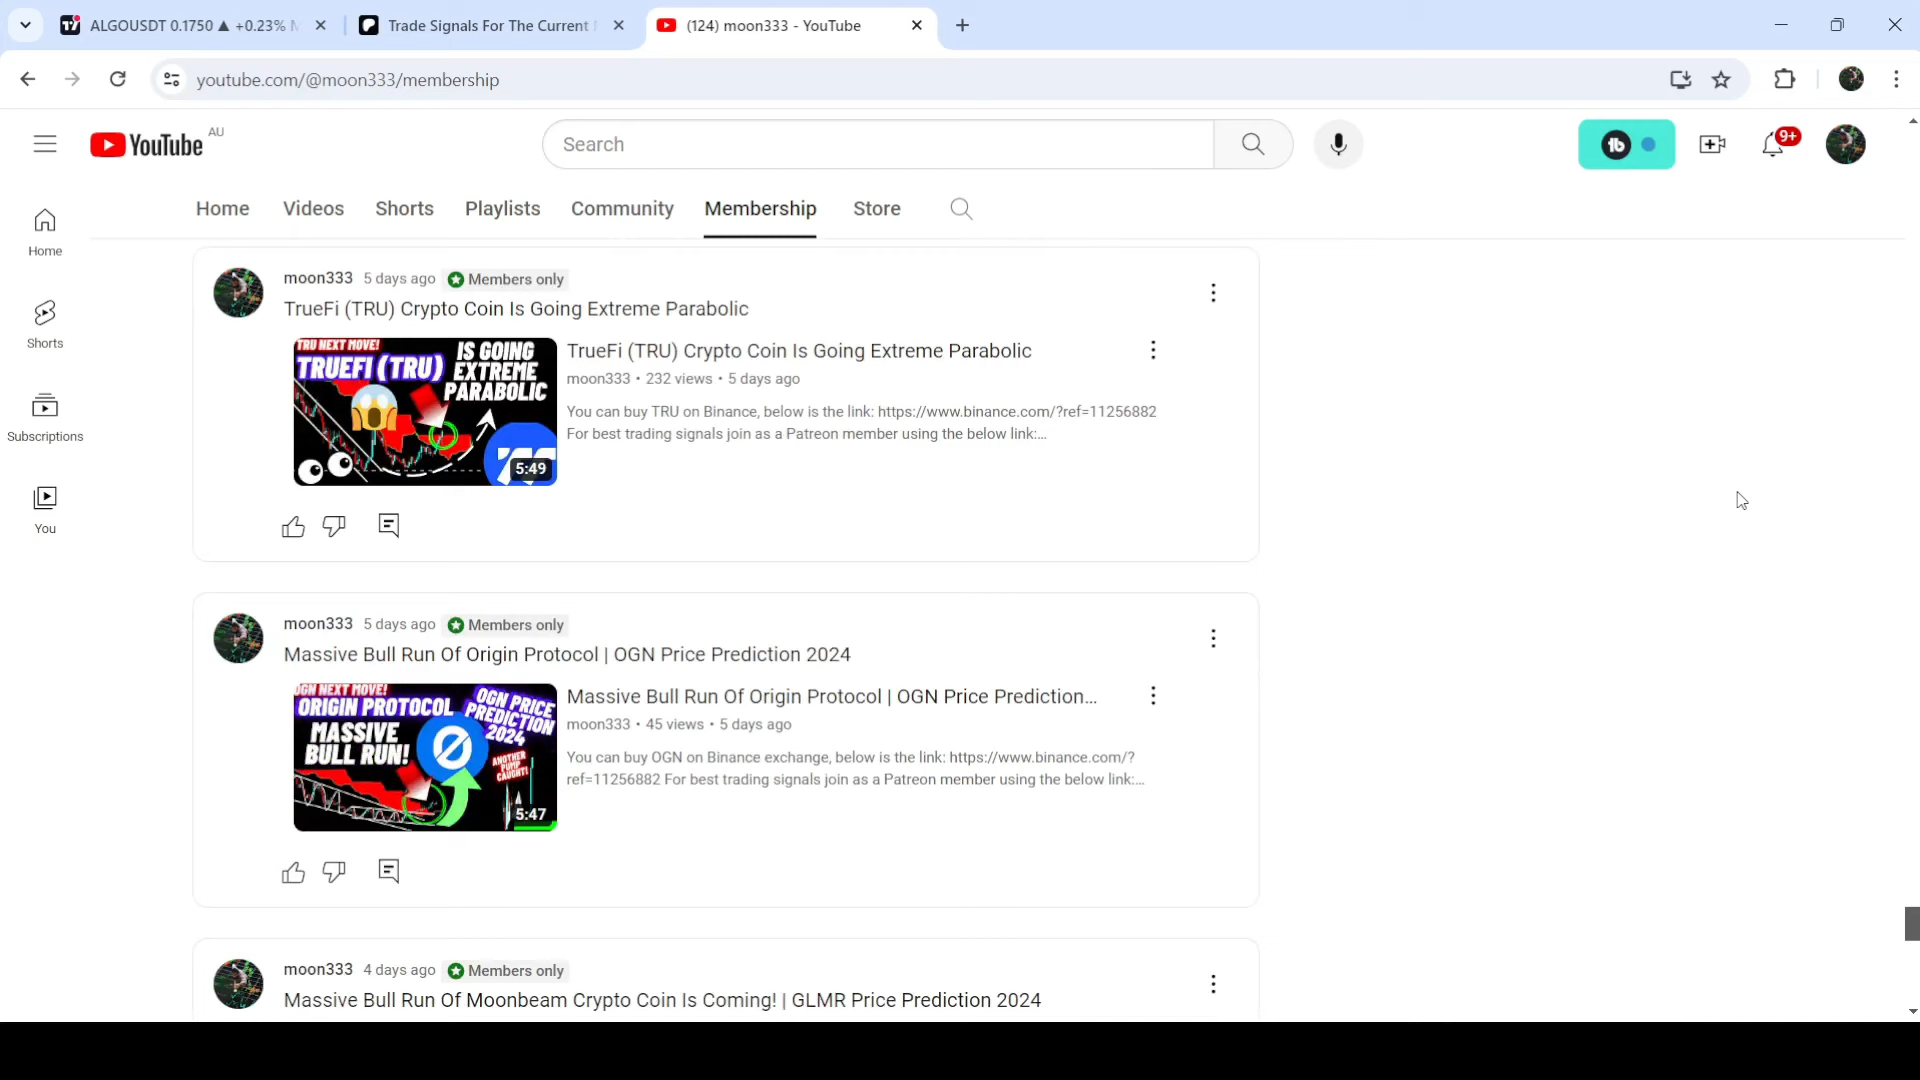 ALGOUSDT 0.1750 ▲ +0.23%
Trade Signals For The Current
(124) moon333 - YouTube
youtube.com/@moon333/membership
YouTube AU
Search
9+
Home
Videos
Shorts
Playlists
Community
Membership
Store
Home
Shorts
Subscriptions
You
moon333 5 days ago Members only
TrueFi (TRU) Crypto Coin Is Going Extreme Parabolic
TRU NEXT MOVE!
TRUEFI (TRU)
IS GOING
EXTREME
PARABOLIC
5:49
TrueFi (TRU) Crypto Coin Is Going Extreme Parabolic
moon333 • 232 views • 5 days ago
You can buy TRU on Binance, below is the link: https://www.binance.com/?ref=11256882
For best trading signals join as a Patreon member using the below link:...
moon333 5 days ago Members only
Massive Bull Run Of Origin Protocol | OGN Price Prediction 2024
OGN NEXT MOVE!
ORIGIN PROTOCOL
MASSIVE
BULL RUN!
OGN PRICE
PREDICTION
2024
ANOTHER
PUMP
CAUGHT!
5:47
Massive Bull Run Of Origin Protocol | OGN Price Prediction...
moon333 • 45 views • 5 days ago
You can buy OGN on Binance exchange, below is the link: https://www.binance.com/?
ref=11256882 For best trading signals join as a Patreon member using the below link:...
moon333 4 days ago Members only
Massive Bull Run Of Moonbeam Crypto Coin Is Coming! | GLMR Price Prediction 2024